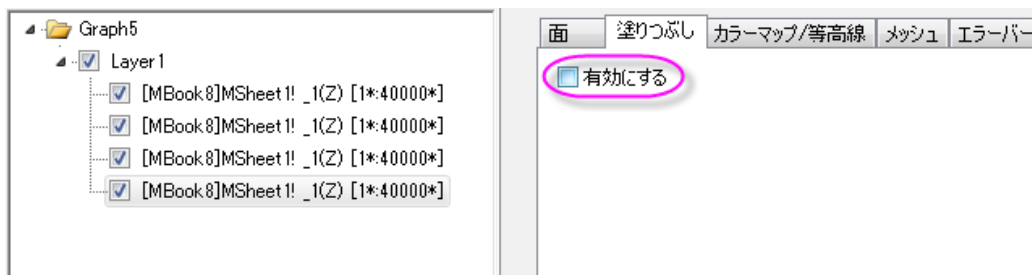 Graph5
Layer1
[MBook8]MSheet1! _1(Z) [1*:40000*]
[MBook8]MSheet1! _1(Z) [1*:40000*]
[MBook8]MSheet1! _1(Z) [1*:40000*]
[MBook8]MSheet1! _1(Z) [1*:40000*]
面 塗りつぶし カラーマップ/等高線 メッシュ エラーバー
有効にする